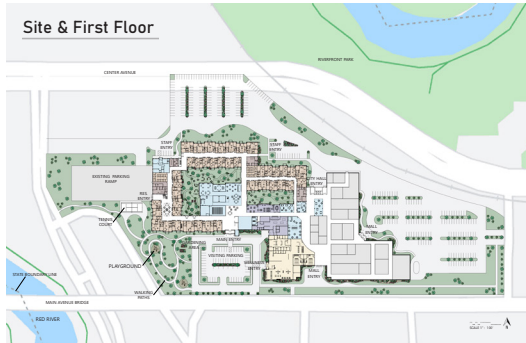 Site & First Floor
RIVERFRONT PARK
CENTER AVENUE
STAFF
ENTRY
STAFF
ENTRY
EXISTING PARKING
RAMP
RES.
ENTRY
CITY HALL
ENTRY
TENNIS
COURT
MALL
ENTRY
MAIN ENTRY
VISITING PARKING
ENTRY
PLAYGROUND
MALL
ENTRY
STATE BOUNDARY LINE
WALKING
BRIDGE
MAIN AVENUE BRIDGE
RED RIVER